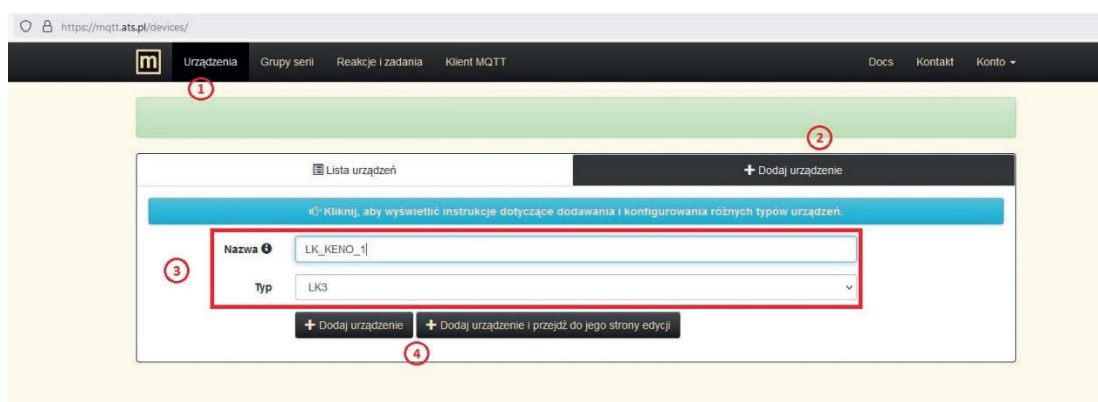 https://mqtt.ats.pl/devices/
m Urządzenia Grupy serii Reakcje i zadania Klient MQTT Docs Kontakt Konto
1
2
Lista urządzeń + Dodaj urządzenie
Kliknij, aby wyświetlić instrukcje dotyczące dodawania i konfigurowania różnych typów urządzeń.
Nazwa LK_KENO_1
3
Typ LK3
+ Dodaj urządzenie + Dodaj urządzenie i przejdź do jego strony edycji
4